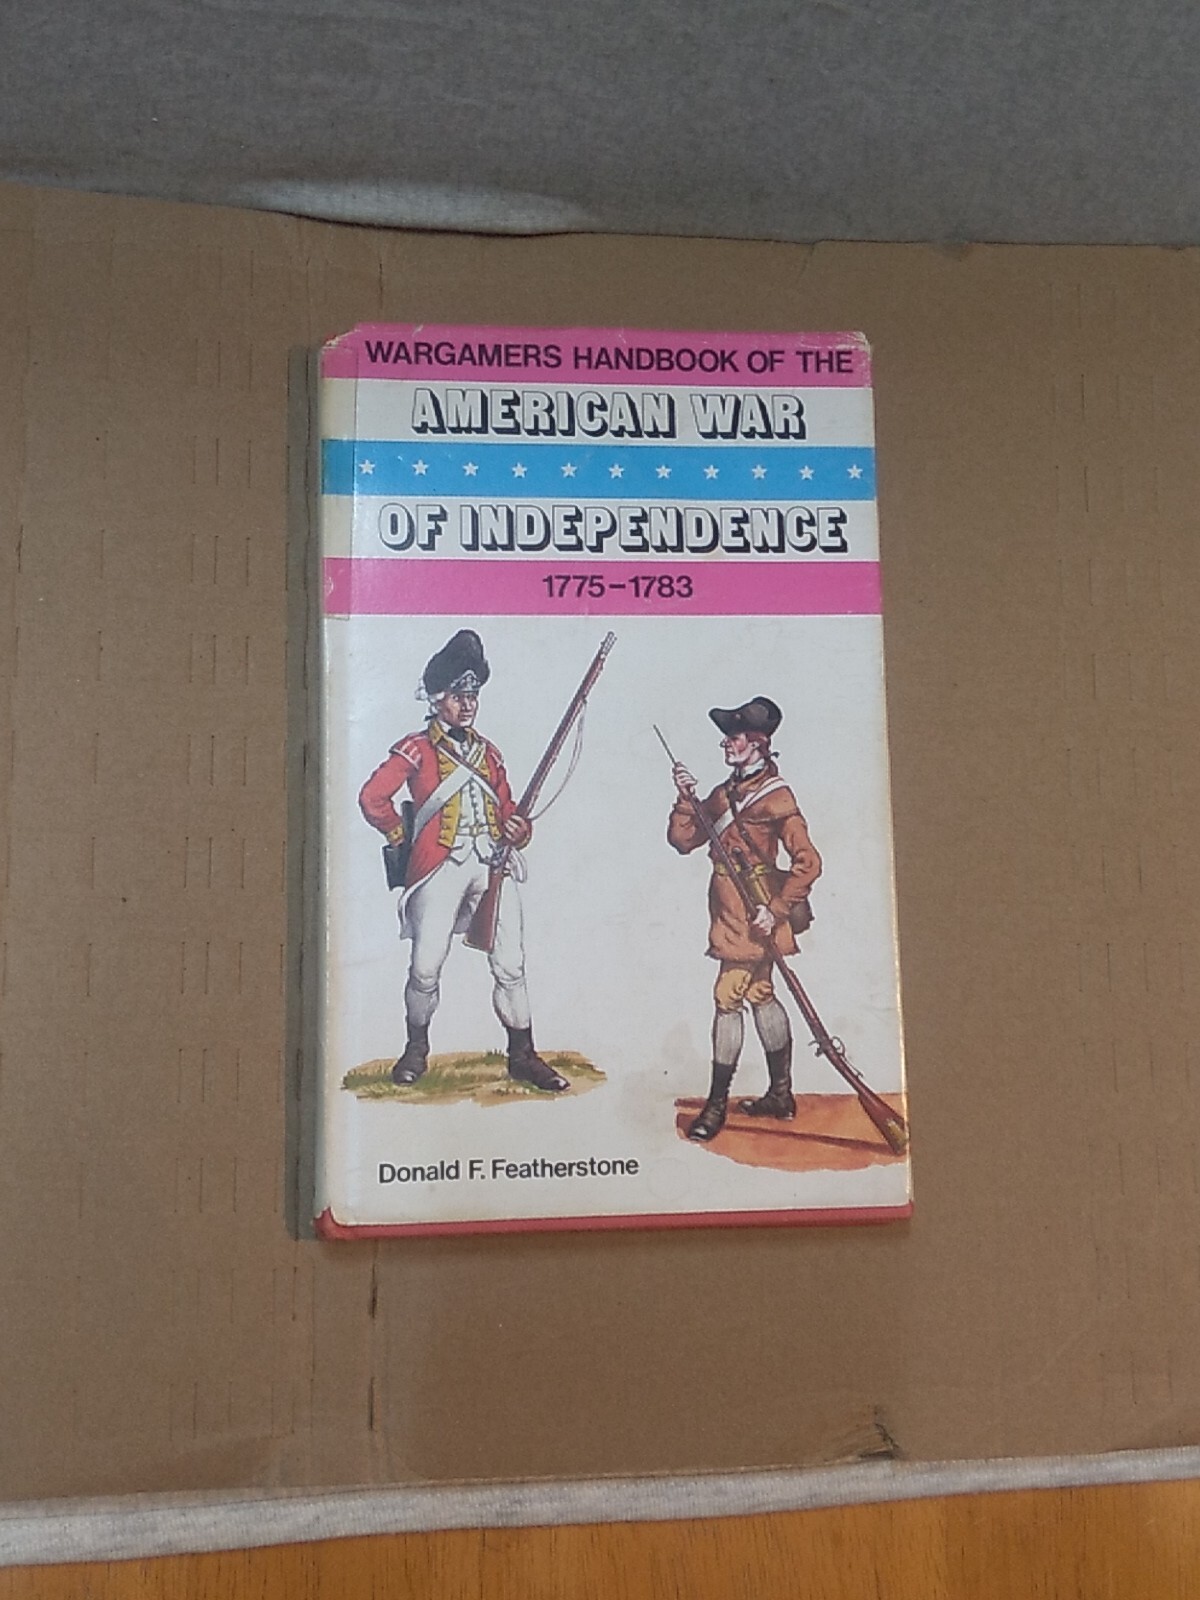 WARGAMERS HANDBOOK OF THE
AMERICAN WAR
OF INDEPENDENCE
1775-1783
Donald F. Featherstone